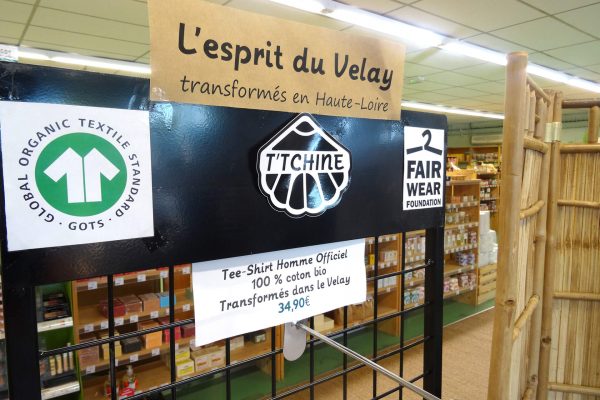 L'esprit du Velay
transformés en Haute-Loire
GLOBAL ORGANIC TEXTILE STANDARD
· GOTS ·
T'TCHINE
FAIR
WEAR
FOUNDATION
Tee-Shirt Homme Officiel
100 % coton bio
Transformés dans le Velay
34,90€